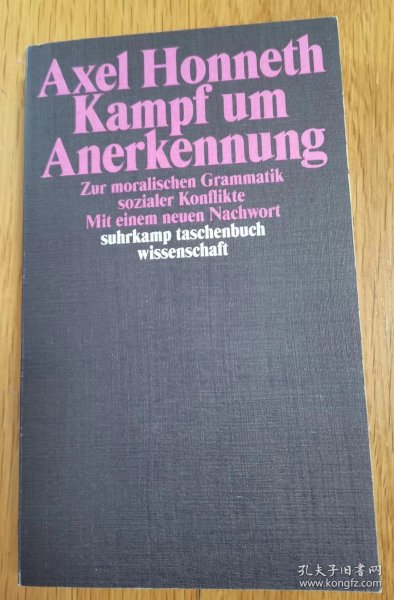 Axel Honneth
Kampf um
Anerkennung
Zur moralischen Grammatik
sozialer Konflikte
Mit einem neuen Nachwort
suhrkamp taschenbuch
wissenschaft
孔夫子旧书网
www.kongfz.com